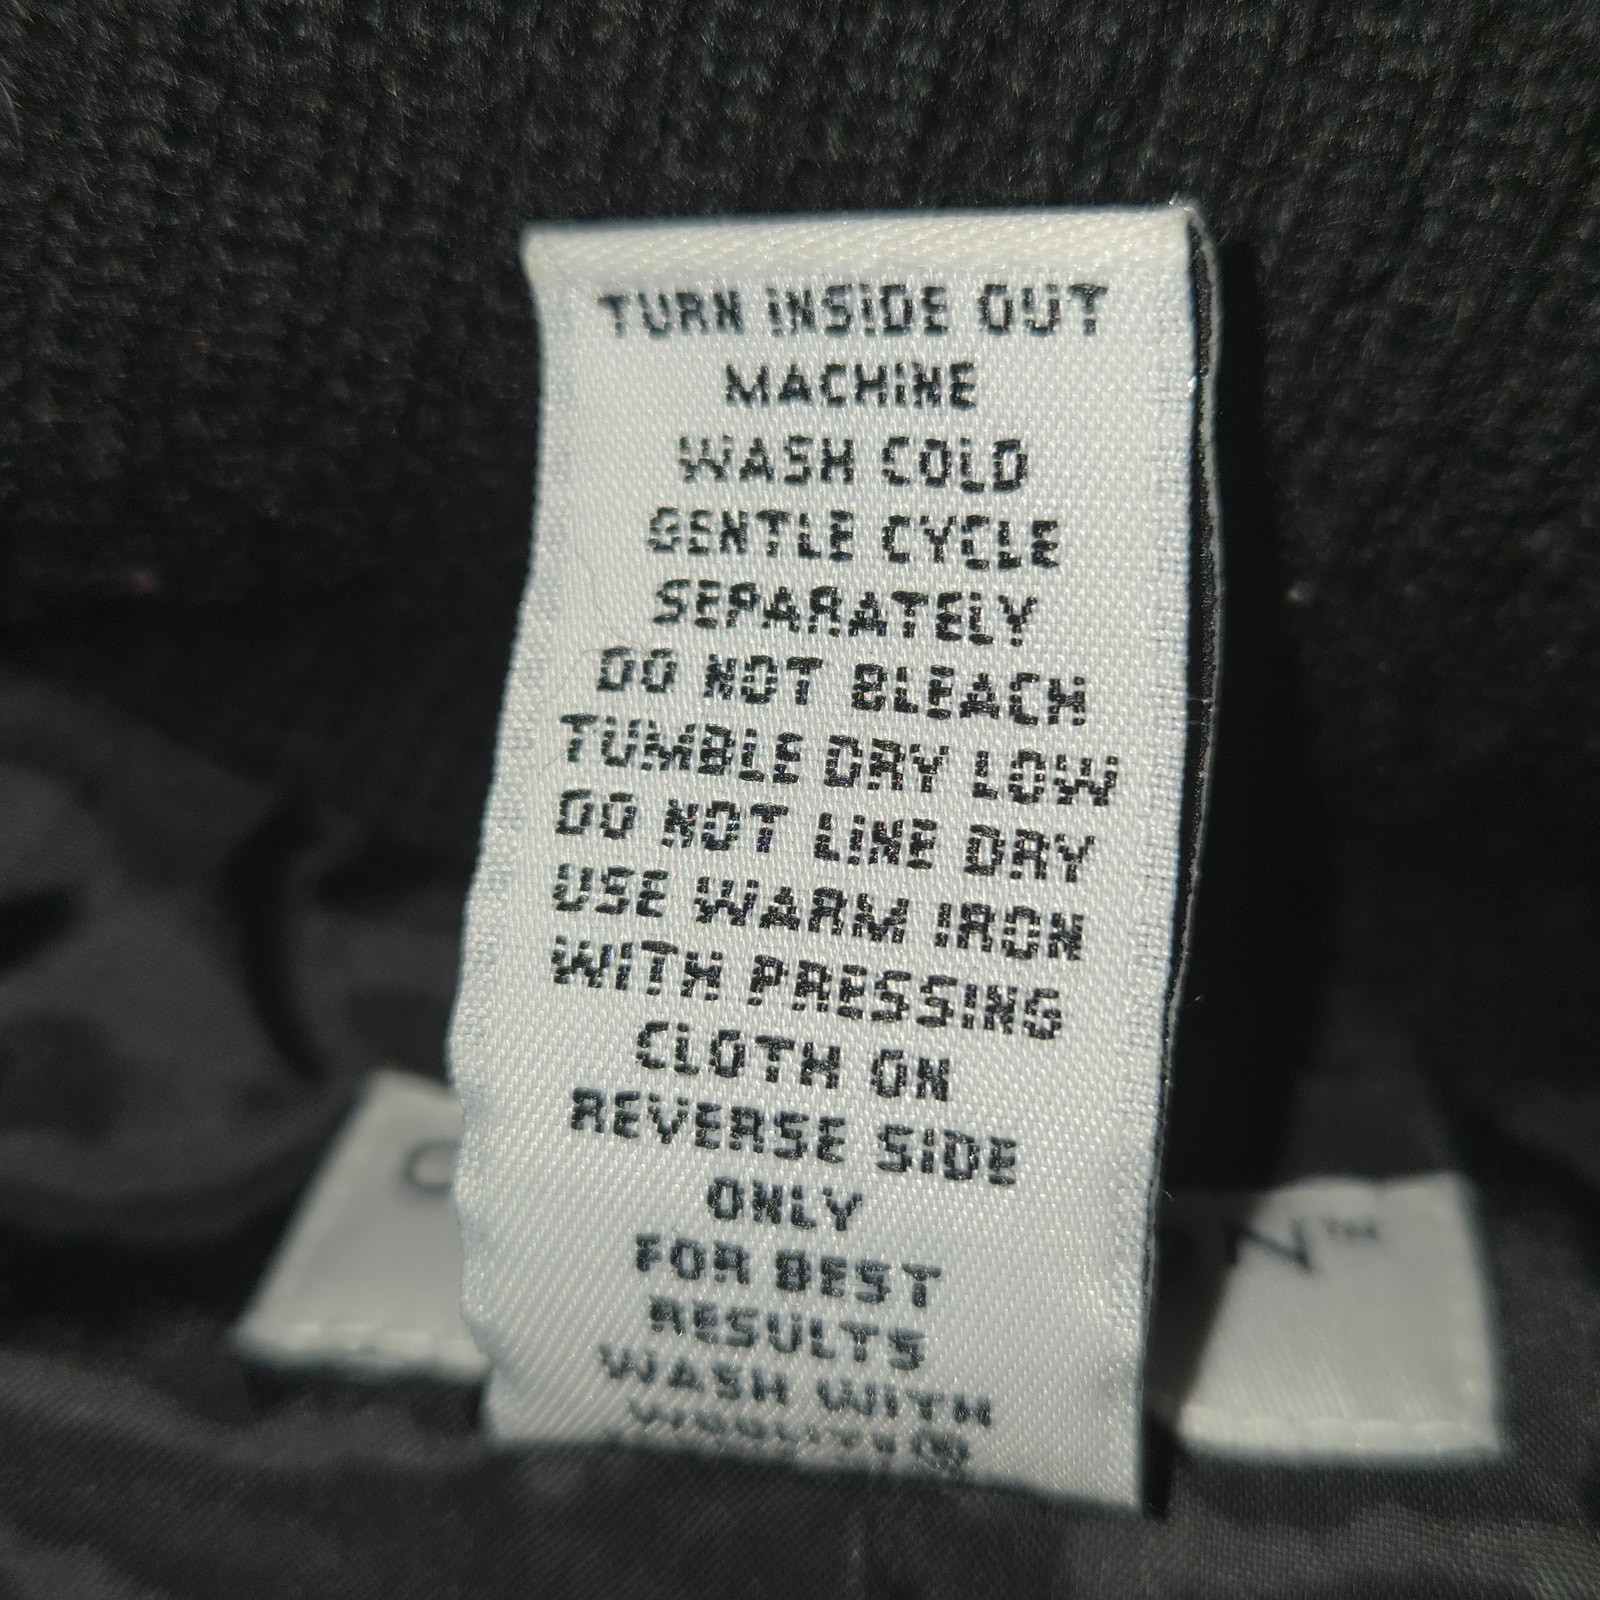 TURN INSIDE OUT
MACHINE
WASH COLD
GENTLE CYCLE
SEPARATELY
DO NOT BLEACH
TUMBLE DRY LOW
DO NOT LINE DRY
USE WARM IRON
WITH PRESSING
CLOTH ON
REVERSE SIDE
ONLY
FOR BEST
RESULTS
WASH WITH
WOOLITE®